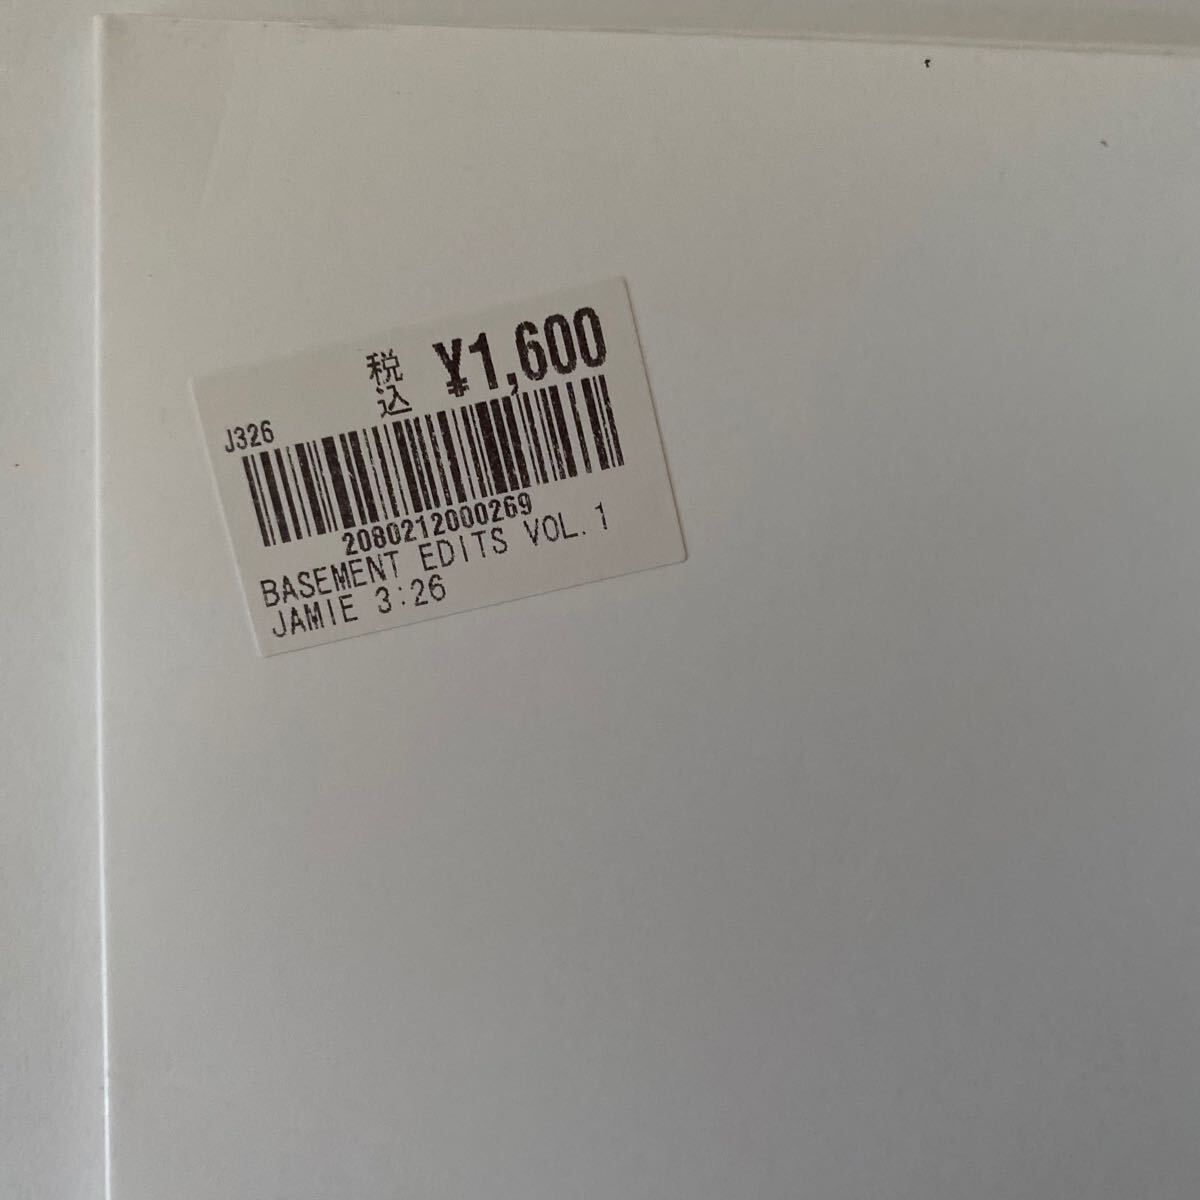 税込 ¥1,600
J326
2080212000269
BASEMENT EDITS VOL.1
JAMIE 3:26